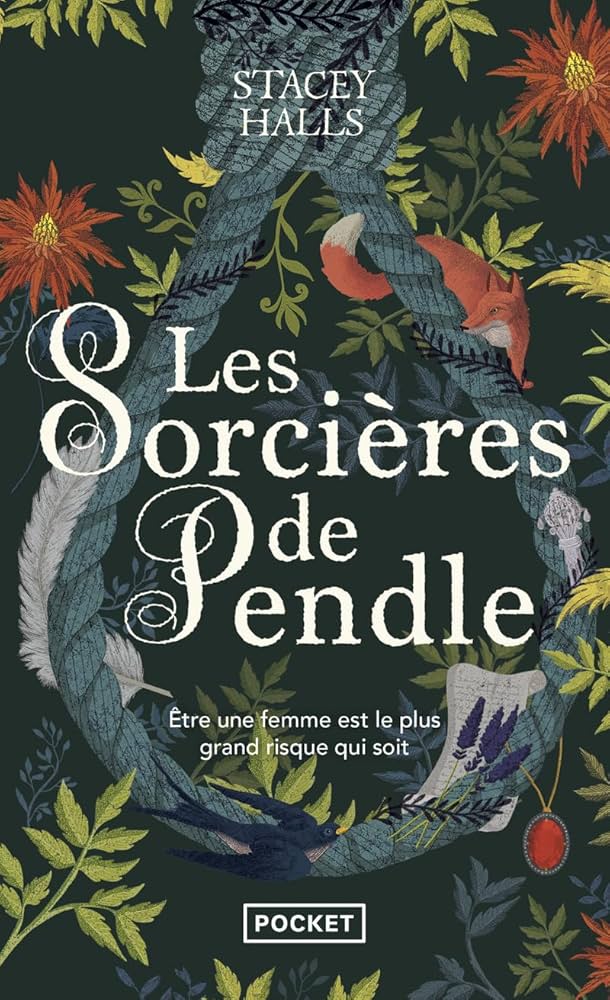 STACEY
HALLS
Les
Sorcières
de
Pendle
Être une femme est le plus
grand risque qui soit
POCKET